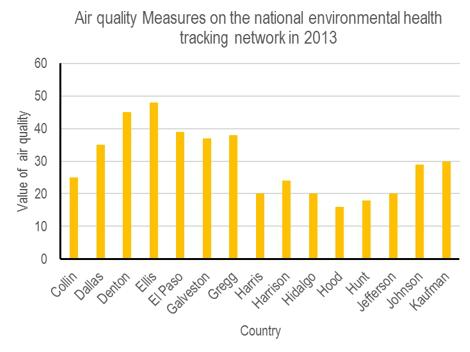 Air quality Measures on the national environmental health
tracking network in 2013
Value of air quality
60
50
40
30
20
10
0
Collin
Dallas
Denton
Ellis
El Paso
Galveston
Gregg
Harris
Harrison
Hidalgo
Hood
Hunt
Jefferson
Johnson
Kaufman
Country